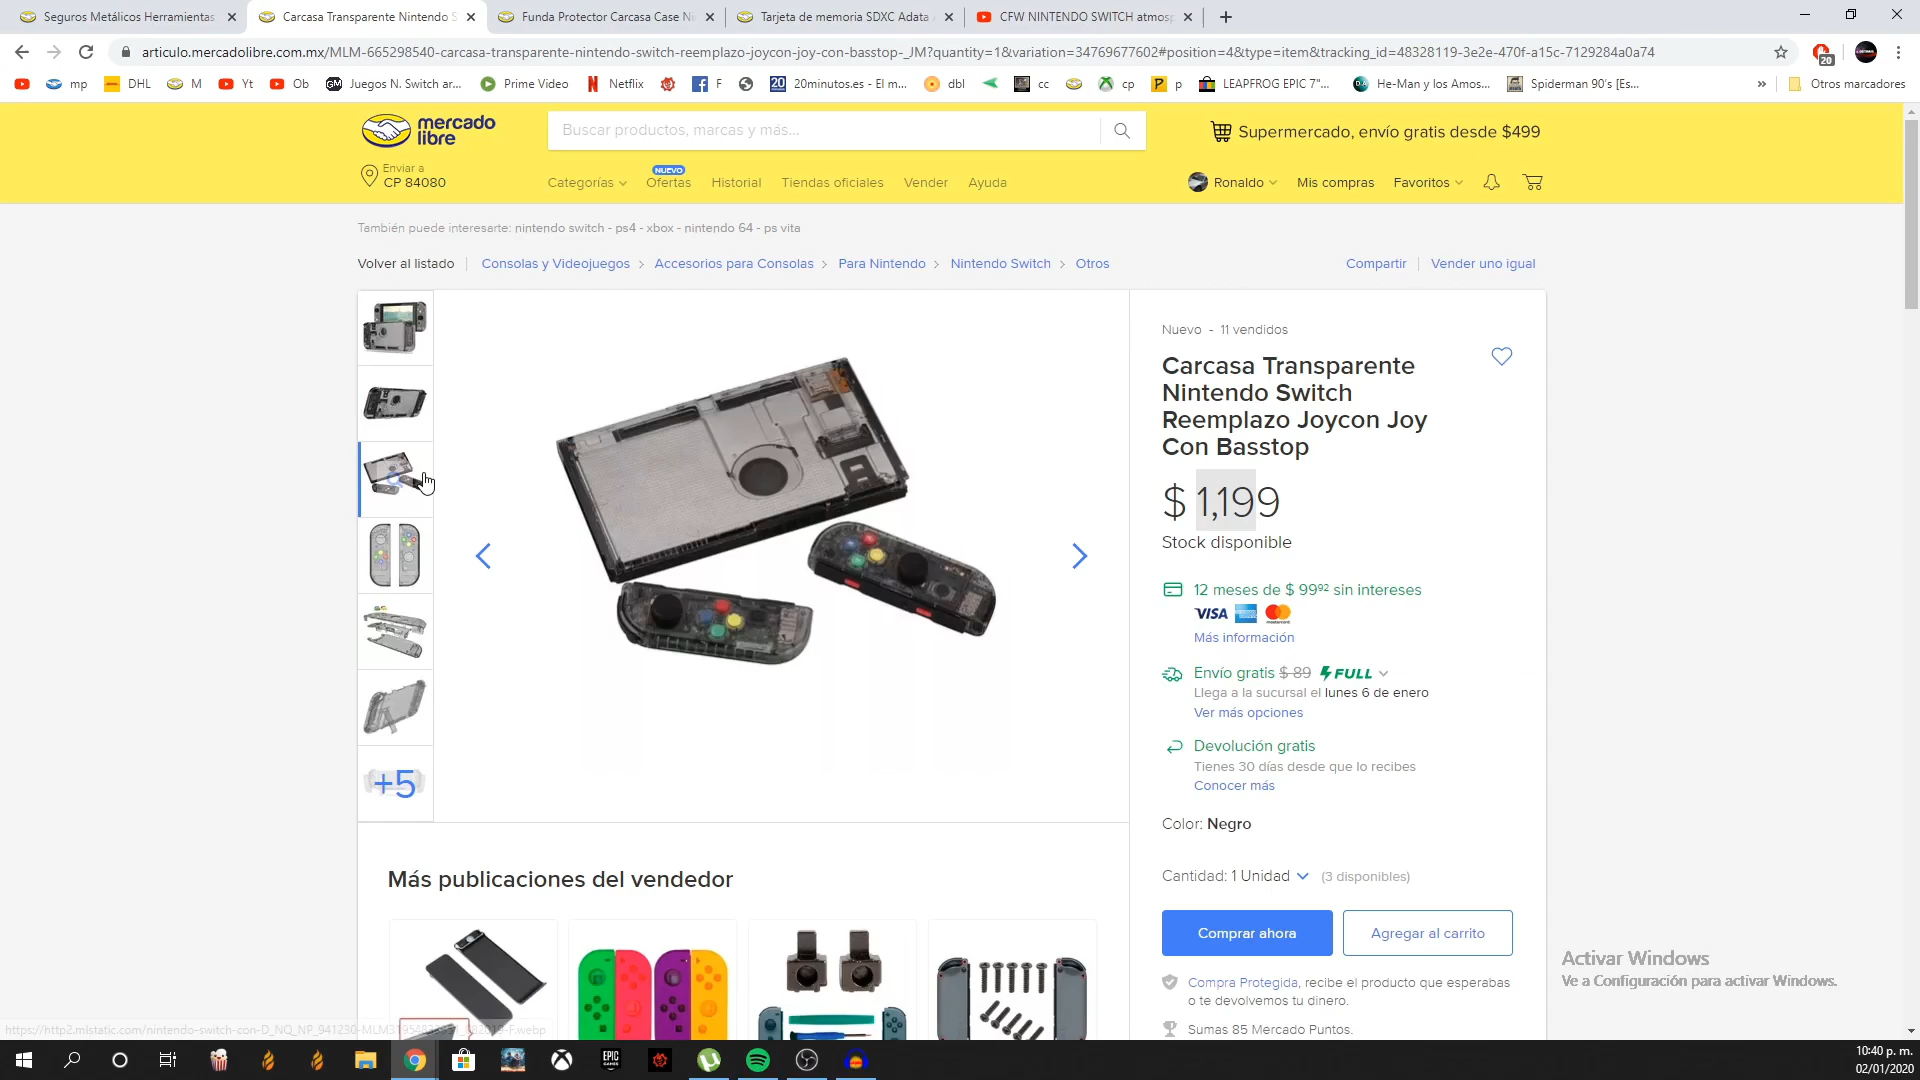 Seguros Metálicos Herramientas
Carcasa Transparente Nintendo S
Funda Protector Carcasa Case Ni
Tarjeta de memoria SDXC Adata
CFW NINTENDO SWITCH atmosp
articulo.mercadolibre.com.mx/MLM-665298540-carcasa-transparente-nintendo-switch-reemplazo-joycon-joy-con-basstop-_JM?quantity=1&variation=34769677602#position=4&type=item&tracking_id=48328119-3e2e-470f-a15c-7129284a0a74
20
mp
DHL
M
Yt
Ob
GM
Juegos N. Switch ar...
Prime Video
N
Netflix
F
20
20minutos.es - El m...
dbl
cc
cp
P
p
LEAPFROG EPIC 7"...
He-Man y los Amos...
Spiderman 90's [Es...
»
Otros marcadores
mercado
libre
Buscar productos, marcas y más...
Supermercado, envío gratis desde $499
Enviar a
CP 84080
Categorías
NUEVO
Ofertas
Historial
Tiendas oficiales
Vender
Ayuda
Ronaldo
Mis compras
Favoritos
También puede interesarte: nintendo switch - ps4 - xbox - nintendo 64 - ps vita
Volver al listado
Consolas y Videojuegos > Accesorios para Consolas > Para Nintendo > Nintendo Switch > Otros
Compartir
Vender uno igual
Nuevo - 11 vendidos
Carcasa Transparente
Nintendo Switch
Reemplazo Joycon Joy
Con Basstop
$ 1,199
Stock disponible
12 meses de $ 99⁹² sin intereses
VISA
Más información
Envío gratis $ 89 FULL
Llega a la sucursal el lunes 6 de enero
Ver más opciones
Devolución gratis
Tienes 30 días desde que lo recibes
Conocer más
Color: Negro
Cantidad: 1 Unidad (3 disponibles)
Comprar ahora
Agregar al carrito
Compra Protegida, recibe el producto que esperabas
o te devolvemos tu dinero.
Sumas 85 Mercado Puntos.
+5
Más publicaciones del vendedor
Activar Windows
Ve a Configuración para activar Windows.
EPIC
GAMES
10:40 p. m.
02/01/2020